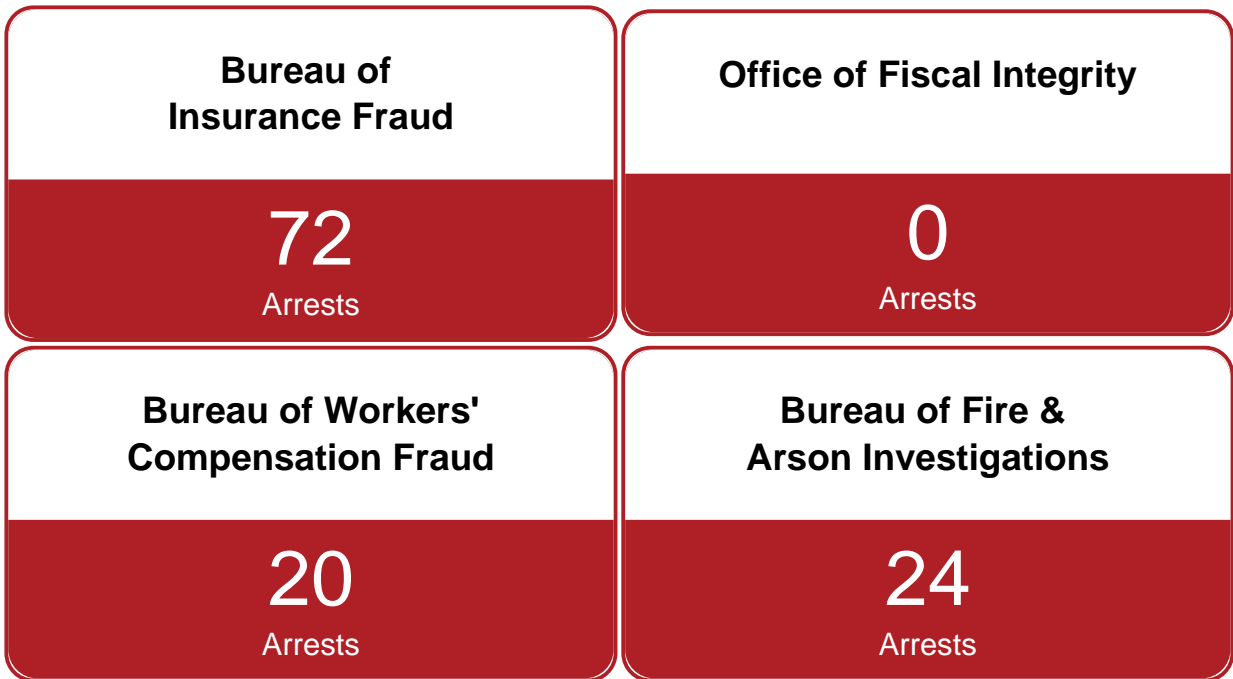 Bureau of
Insurance Fraud
72
Arrests
Office of Fiscal Integrity
0
Arrests
Bureau of Workers'
Compensation Fraud
20
Arrests
Bureau of Fire &
Arson Investigations
24
Arrests